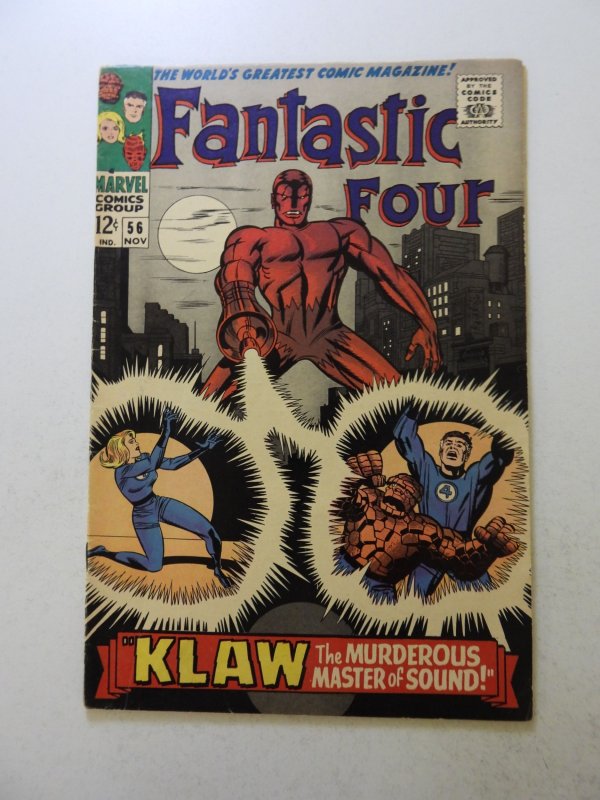 THE WORLD'S GREATEST COMIC MAGAZINE!
APPROVED
BY THE
COMICS
CODE
AUTHORITY
Fantastic
FOUR
MARVEL
COMICS
GROUP
12¢
IND.
56
NOV
4
"KLAW The MURDEROUS
MASTER of SOUND!"